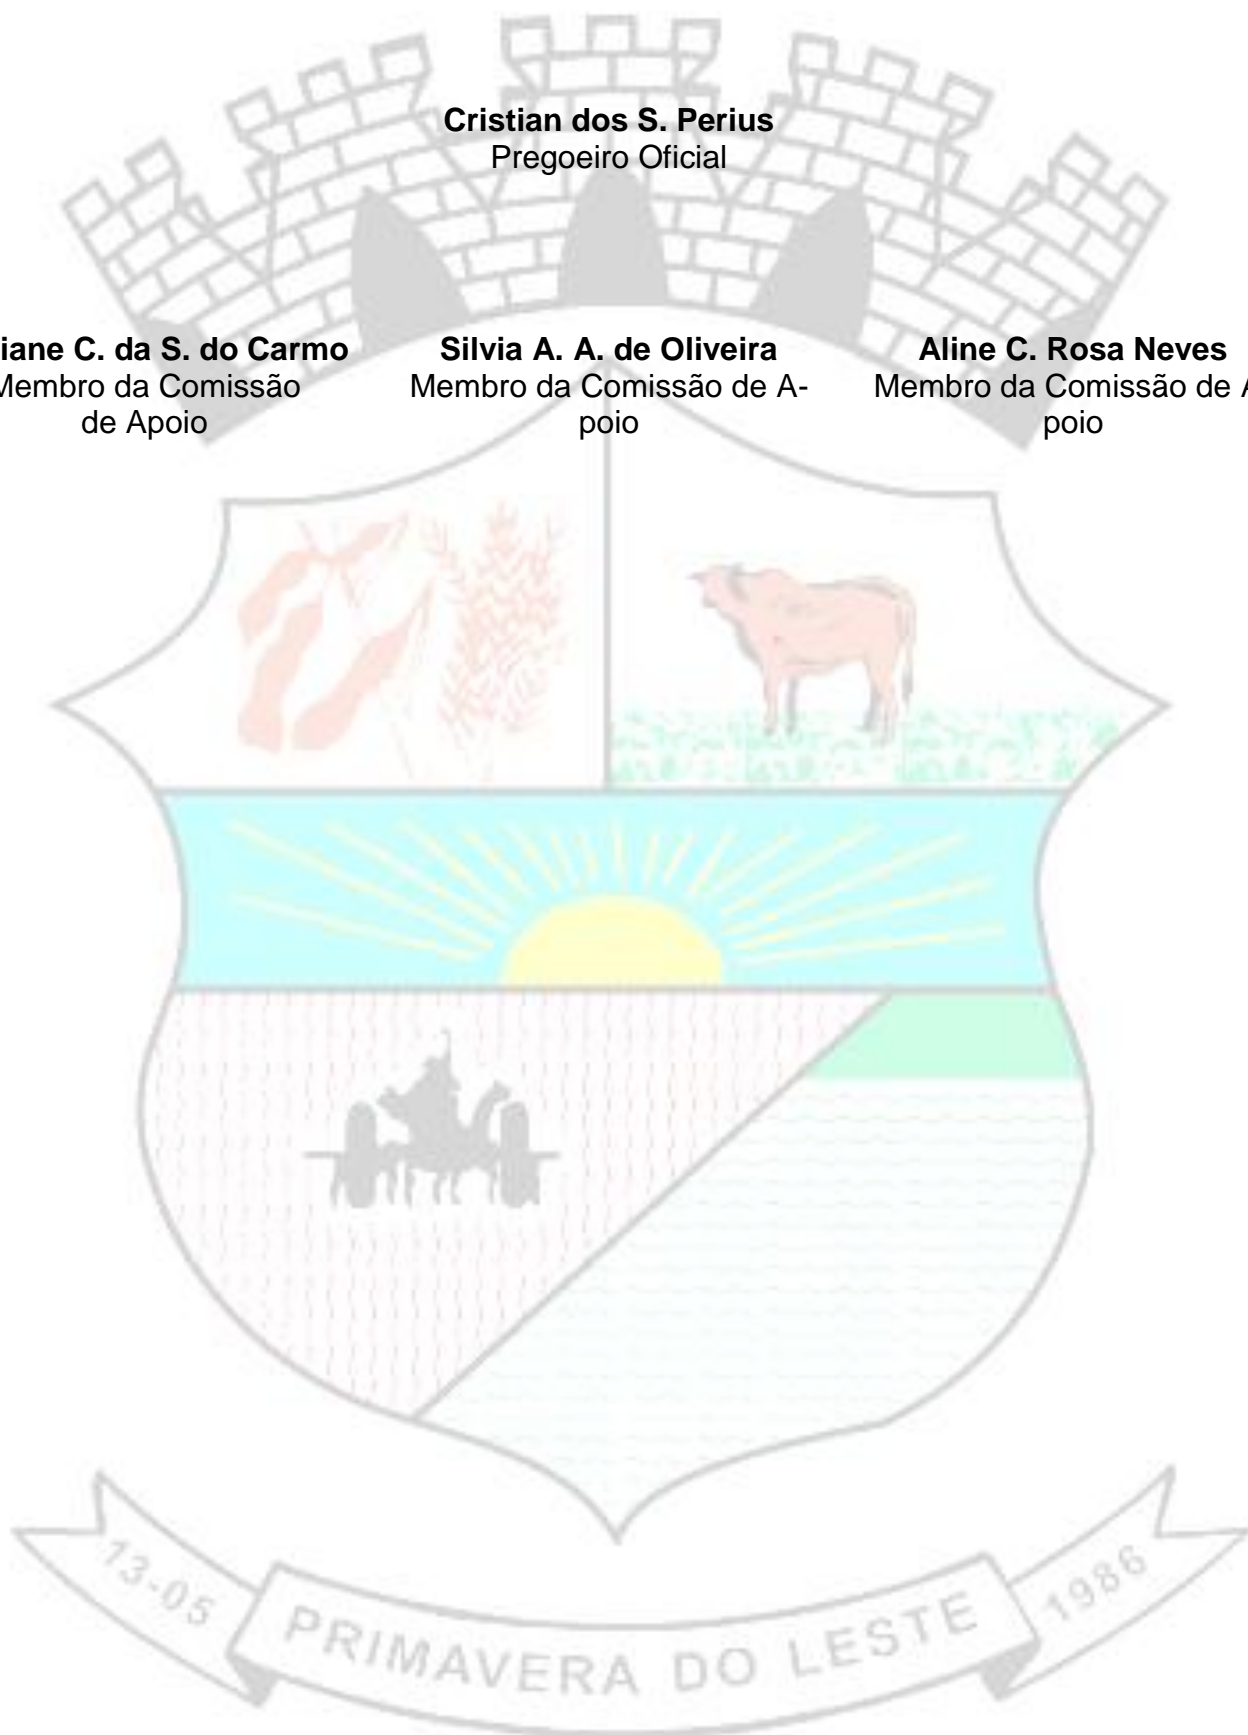 Cristian dos S. Perius
Pregoeiro Oficial
iane C. da S. do Carmo
Membro da Comissão
de Apoio
Silvia A. A. de Oliveira
Membro da Comissão de A-
poio
Aline C. Rosa Neves
Membro da Comissão de A
poio
13-05
PRIMAVERA DO LESTE
1986